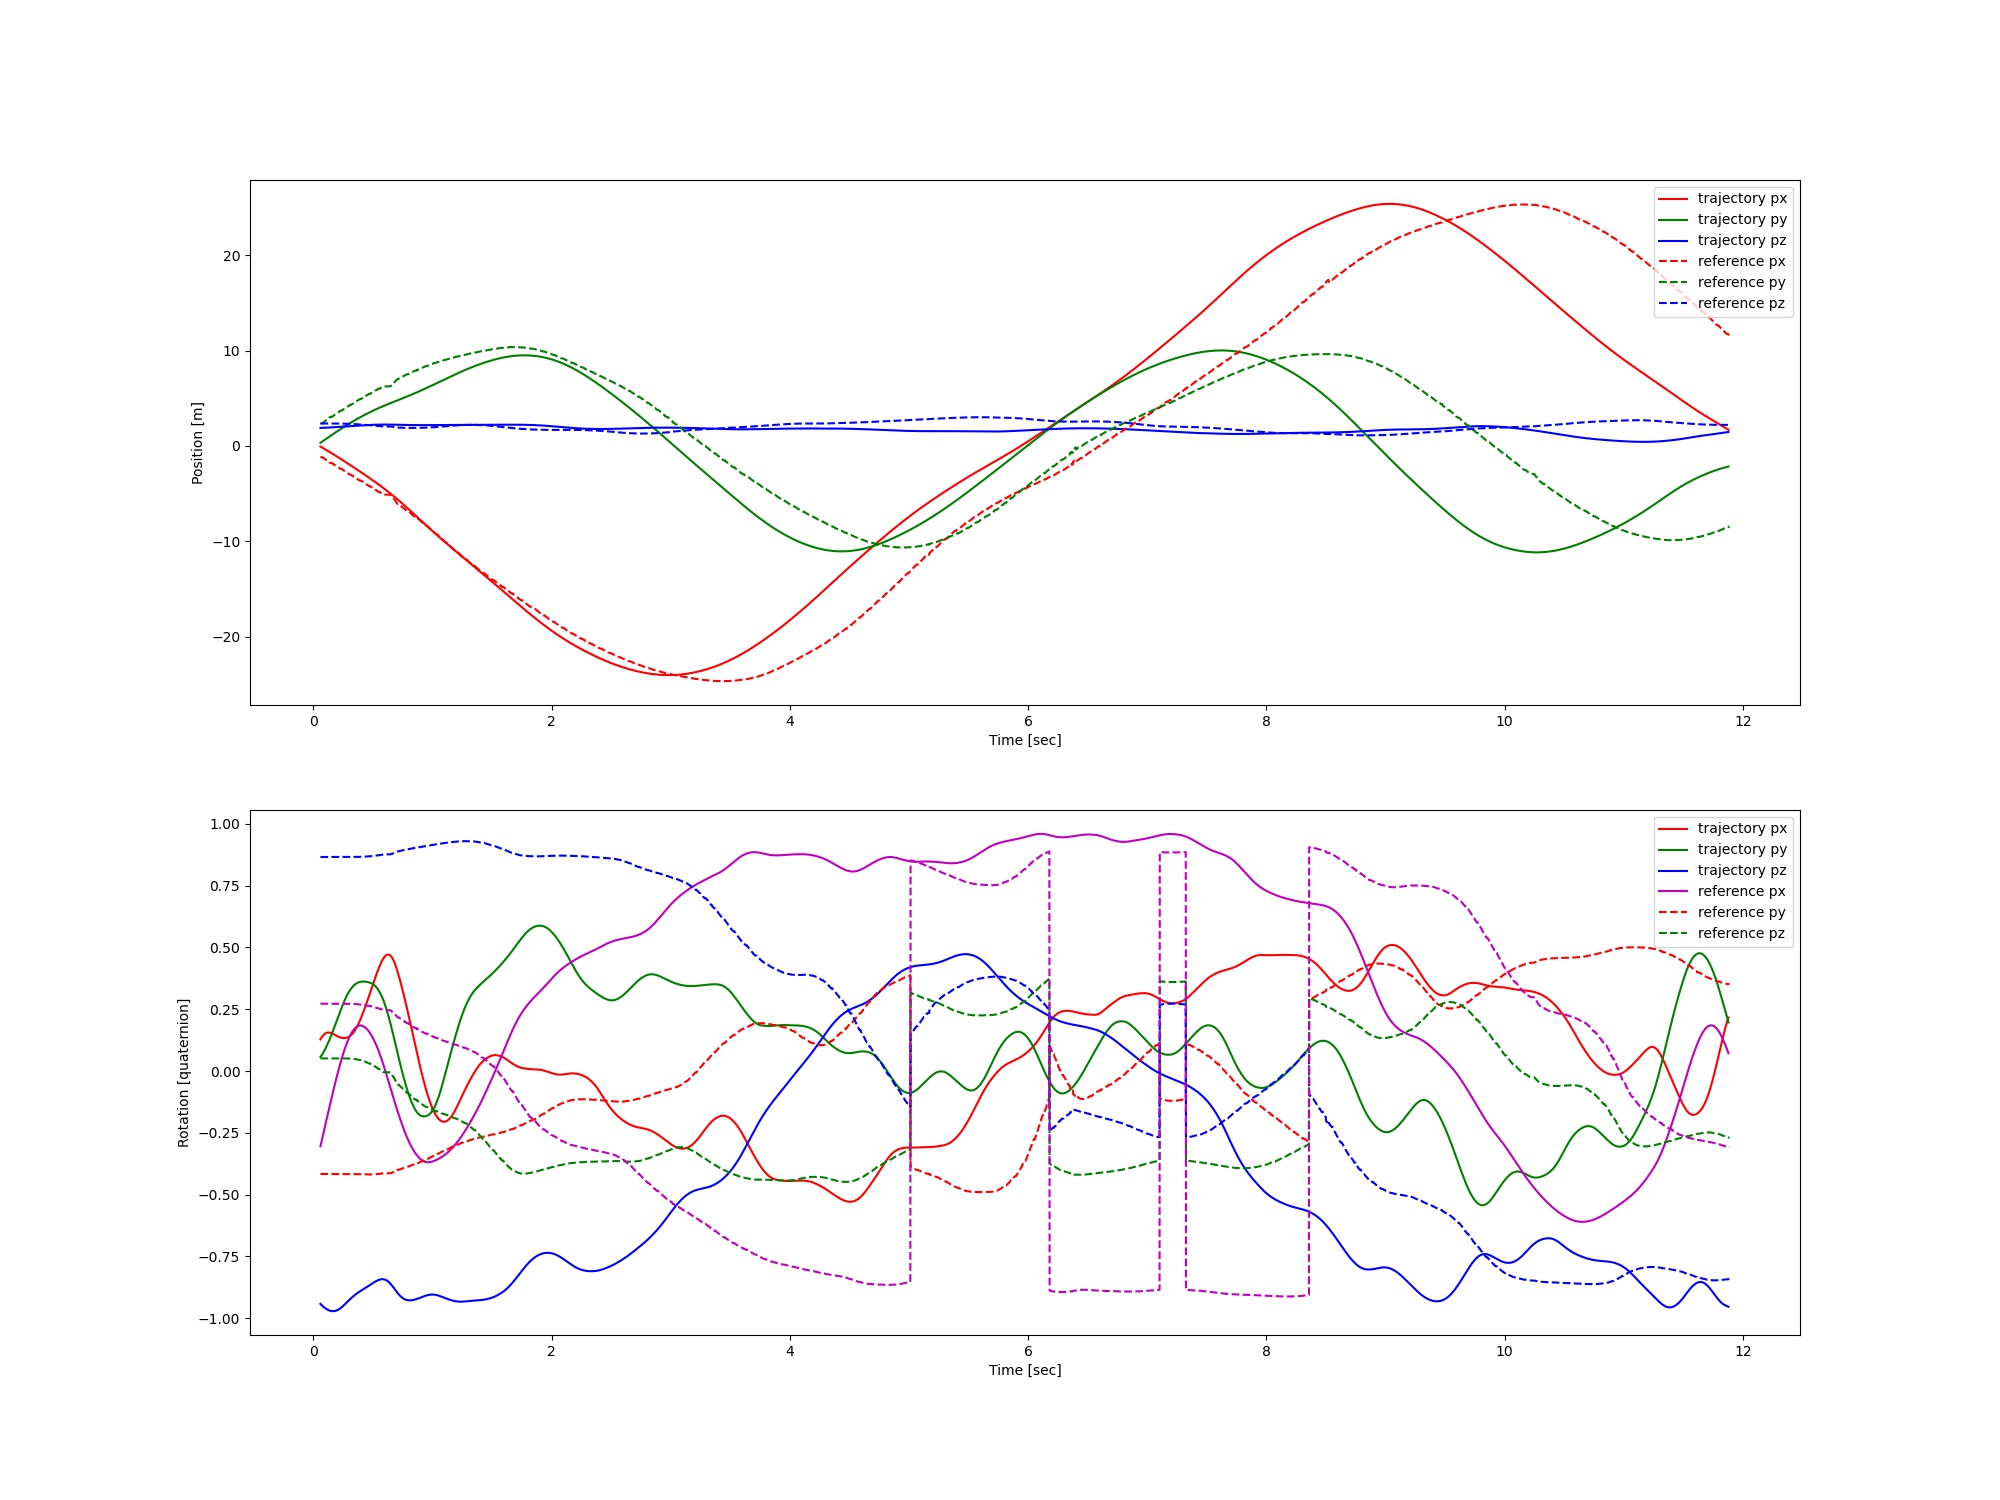 20
10
0
−10
−20
Position [m]
0 2 4 6 8 10 12
Time [sec]
trajectory px
trajectory py
trajectory pz
reference px
reference py
reference pz
1.00
0.75
0.50
0.25
0.00
−0.25
−0.50
−0.75
−1.00
Rotation [quaternion]
0 2 4 6 8 10 12
Time [sec]
trajectory px
trajectory py
trajectory pz
reference px
reference py
reference pz